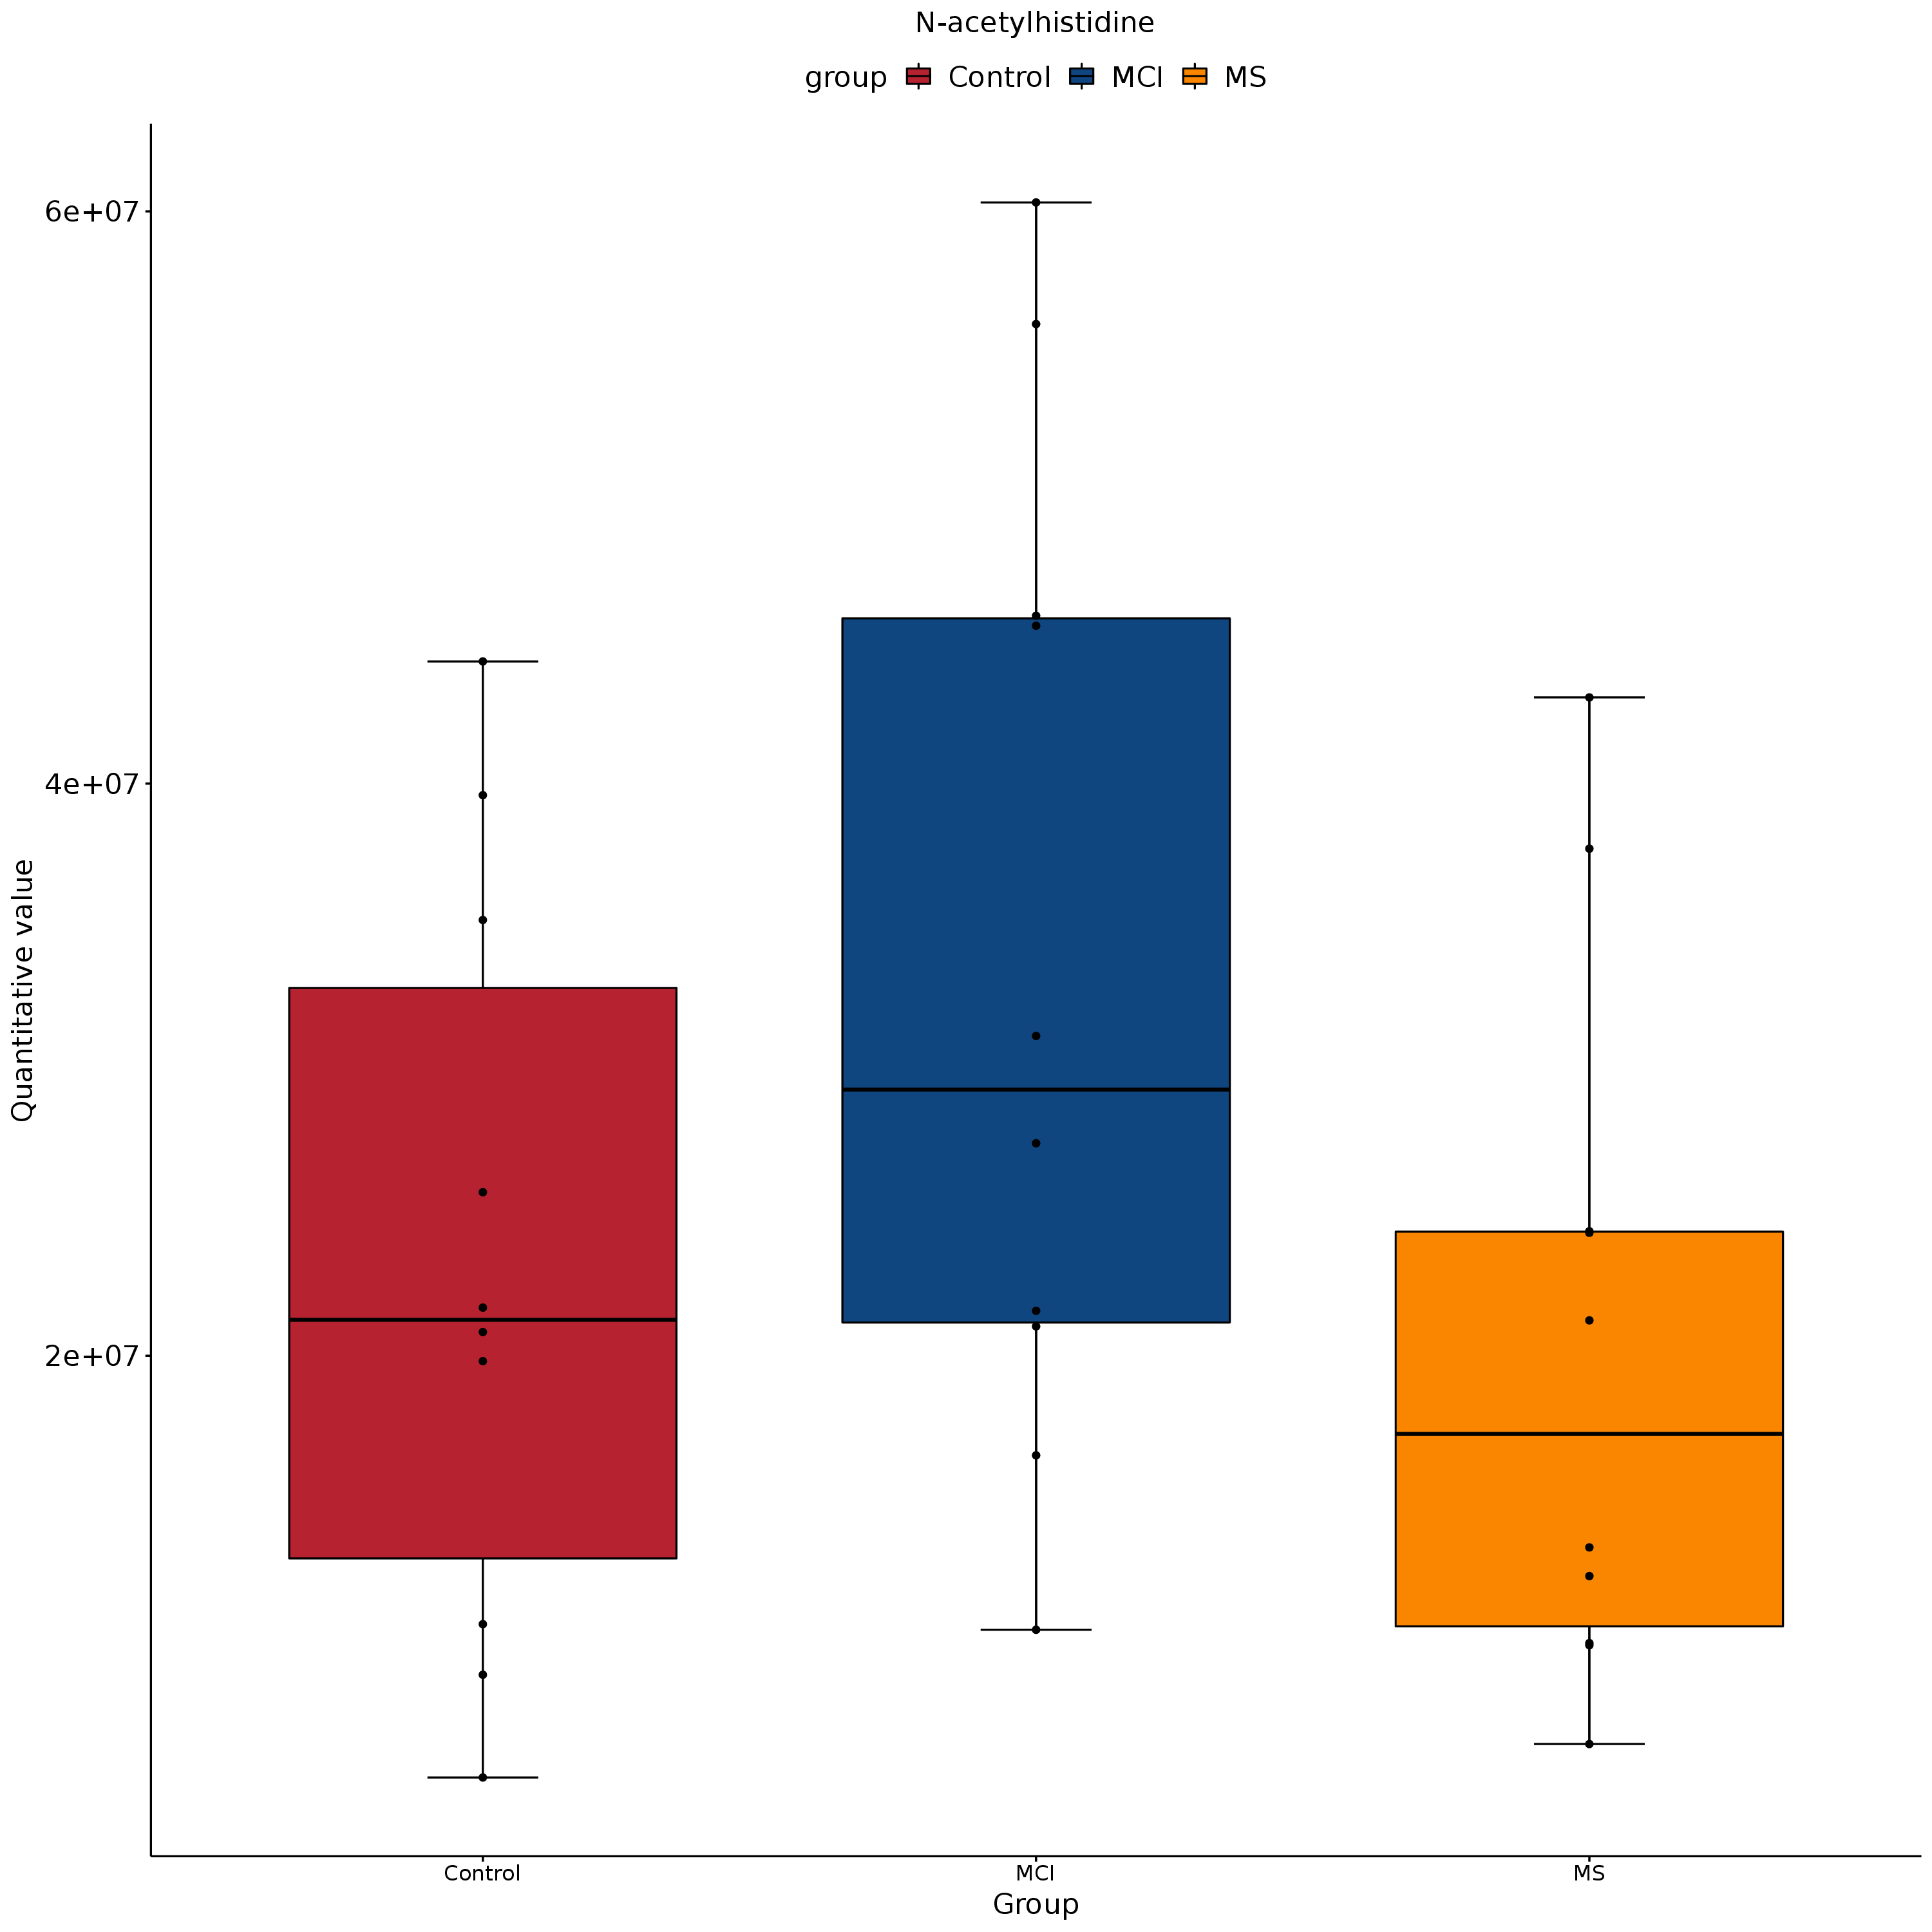 N-acetylhistidine
group Control MCI MS
6e+07
4e+07
2e+07
Quantitative value
Control MCI MS
Group